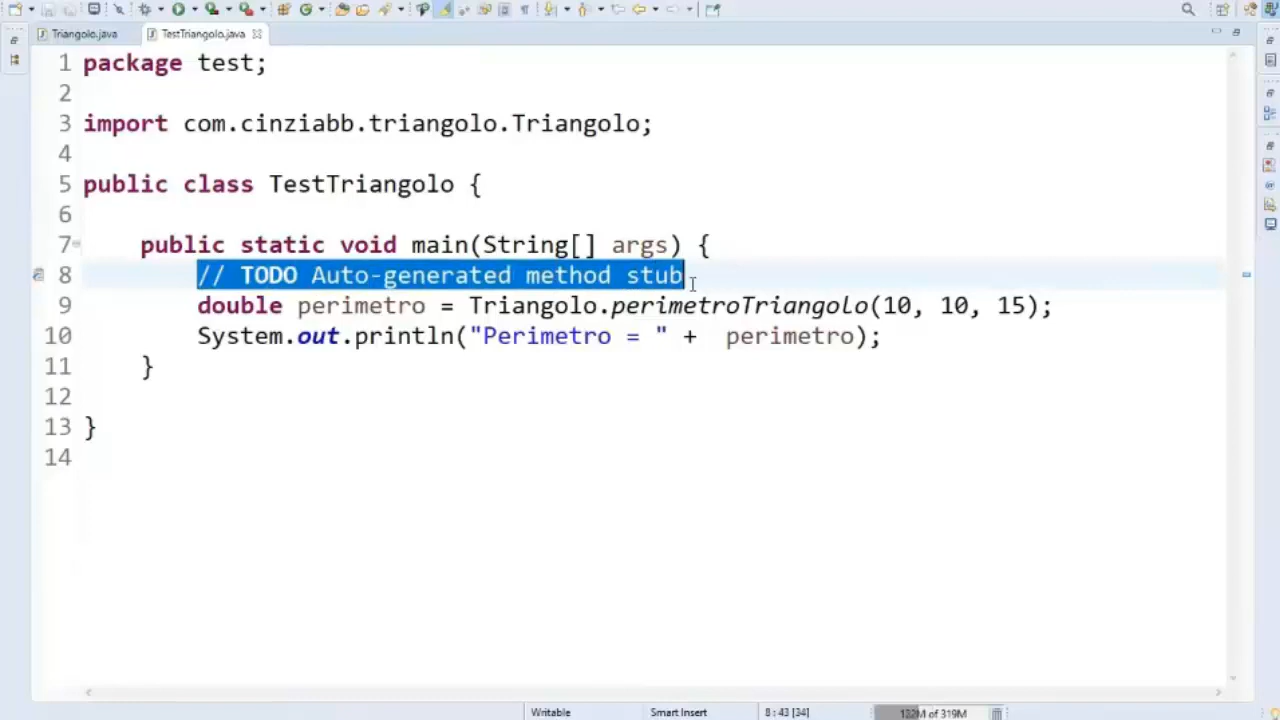 Triangolo.java TestTriangolo.java
1 package test;
2
3 import com.cinziabb.triangolo.Triangolo;
4
5 public class TestTriangolo {
6
7 public static void main(String[] args) {
8 // TODO Auto-generated method stub
9 double perimetro = Triangolo.perimetroTriangolo(10, 10, 15);
10 System.out.println("Perimetro = " +  perimetro);
11 }
12
13 }
14
Writable Smart Insert 8:43 [34] 132M of 319M